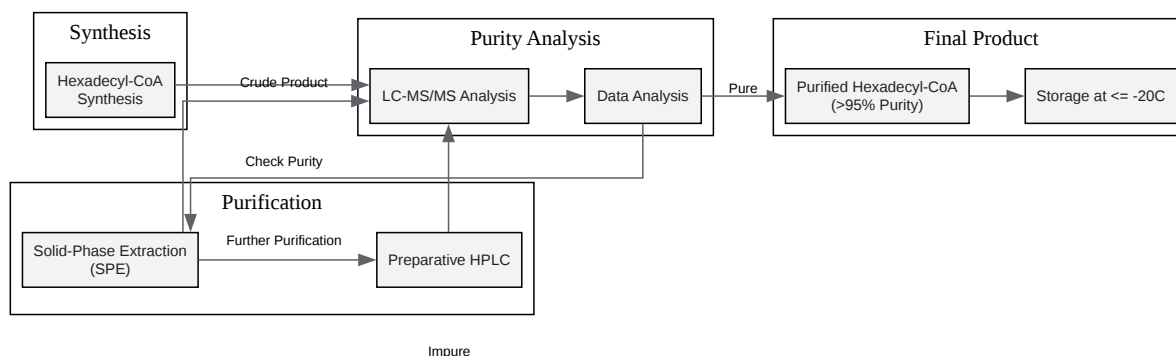 Synthesis
Hexadecyl-CoA
Synthesis
Crude Product
Purity Analysis
LC-MS/MS Analysis
Data Analysis
Pure
Final Product
Purified Hexadecyl-CoA
(>95% Purity)
Storage at <= -20C
Check Purity
Purification
Solid-Phase Extraction
(SPE)
Further Purification
Preparative HPLC
Impure